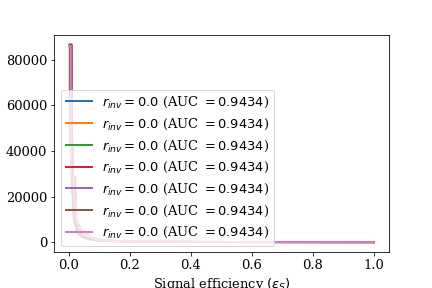 80000
60000
40000
20000
0
r_inv = 0.0 (AUC = 0.9434)
r_inv = 0.0 (AUC = 0.9434)
r_inv = 0.0 (AUC = 0.9434)
r_inv = 0.0 (AUC = 0.9434)
r_inv = 0.0 (AUC = 0.9434)
r_inv = 0.0 (AUC = 0.9434)
r_inv = 0.0 (AUC = 0.9434)
0.0 0.2 0.4 0.6 0.8 1.0
Signal efficiency (ε_S)